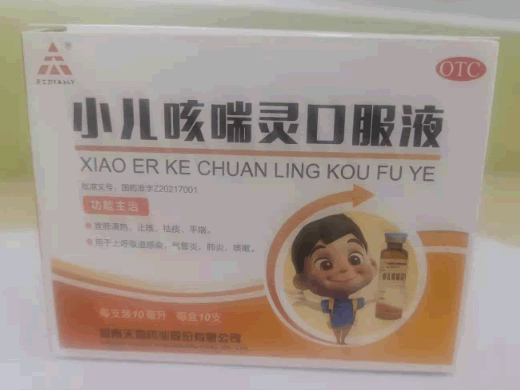 OTC
小儿咳喘灵口服液
XIAO ER KE CHUAN LING KOU FU YE
批准文号:国药准字Z20217001
功能主治
宣肺清热,止咳,祛痰,平喘。
用于上呼吸道感染,气管炎,肺炎,咳嗽。
每支装10毫升 每盒10支